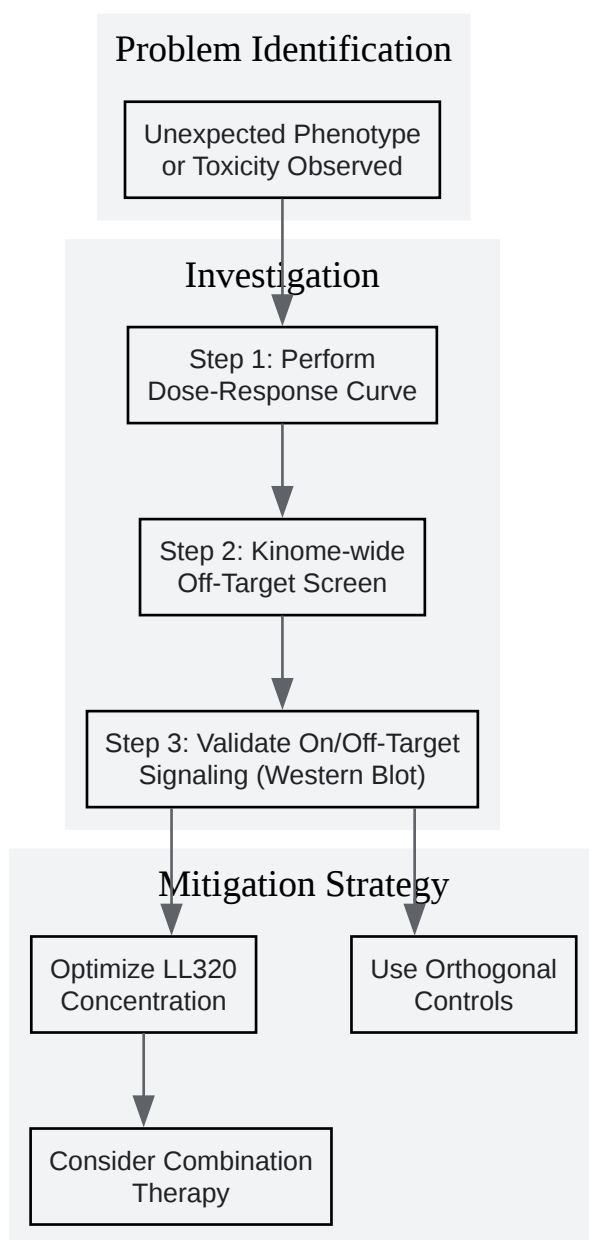 Problem Identification
Unexpected Phenotype
or Toxicity Observed
Investigation
Step 1: Perform
Dose-Response Curve
Step 2: Kinome-wide
Off-Target Screen
Step 3: Validate On/Off-Target
Signaling (Western Blot)
Mitigation Strategy
Optimize LL320
Concentration
Use Orthogonal
Controls
Consider Combination
Therapy